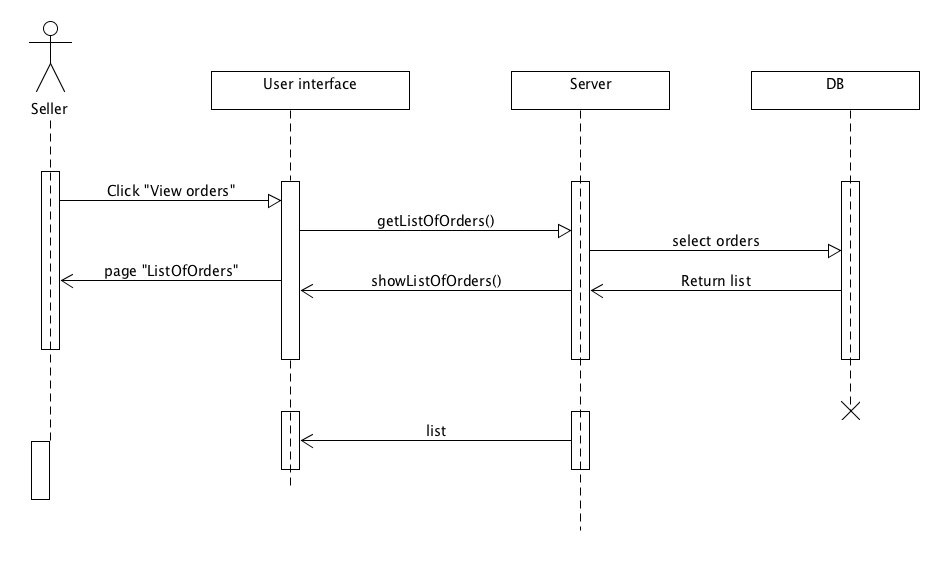 User interface
Server
DB
Seller
Click "View orders"
getListOfOrders()
select orders
page "ListOfOrders"
showListOfOrders()
Return list
list